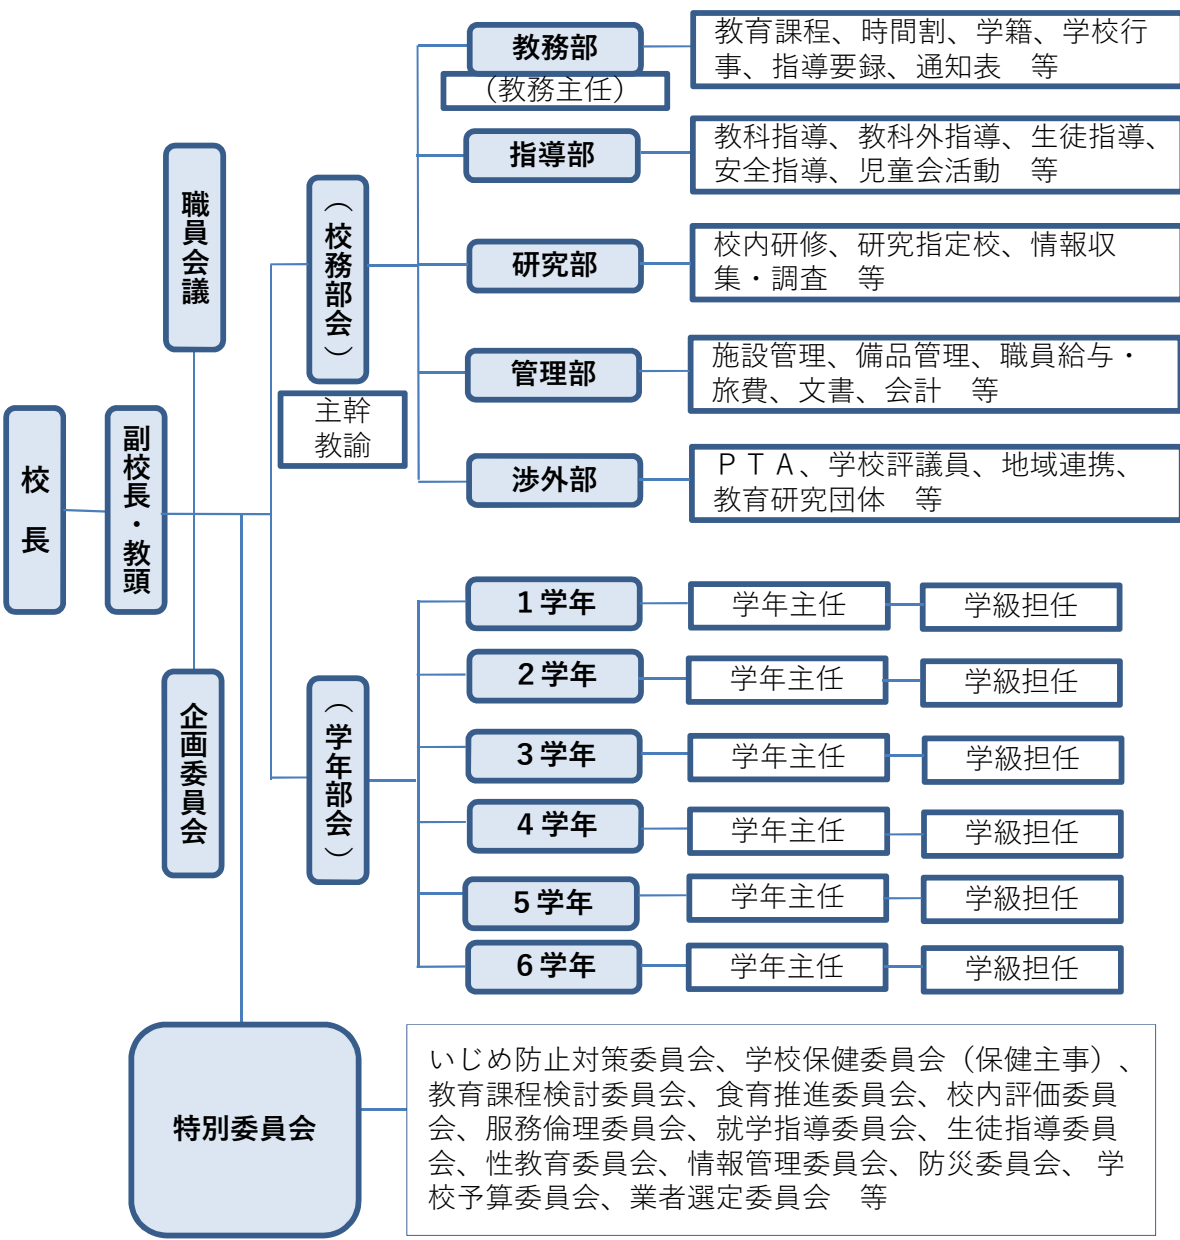 校長
副校長・教頭
職員会議
企画委員会
（校務部会）
主幹
教諭
教務部
（教務主任）
教育課程、時間割、学籍、学校行
事、指導要録、通知表　等
指導部
教科指導、教科外指導、生徒指導、
安全指導、児童会活動　等
研究部
校内研修、研究指定校、情報収
集・調査　等
管理部
施設管理、備品管理、職員給与・
旅費、文書、会計　等
渉外部
ＰＴＡ、学校評議員、地域連携、
教育研究団体　等
（学年部会）
1学年
学年主任
学級担任
2学年
学年主任
学級担任
3学年
学年主任
学級担任
4学年
学年主任
学級担任
5学年
学年主任
学級担任
6学年
学年主任
学級担任
特別委員会
いじめ防止対策委員会、学校保健委員会（保健主事）、
教育課程検討委員会、食育推進委員会、校内評価委員
会、服務倫理委員会、就学指導委員会、生徒指導委員
会、性教育委員会、情報管理委員会、防災委員会、 学
校予算委員会、業者選定委員会　等